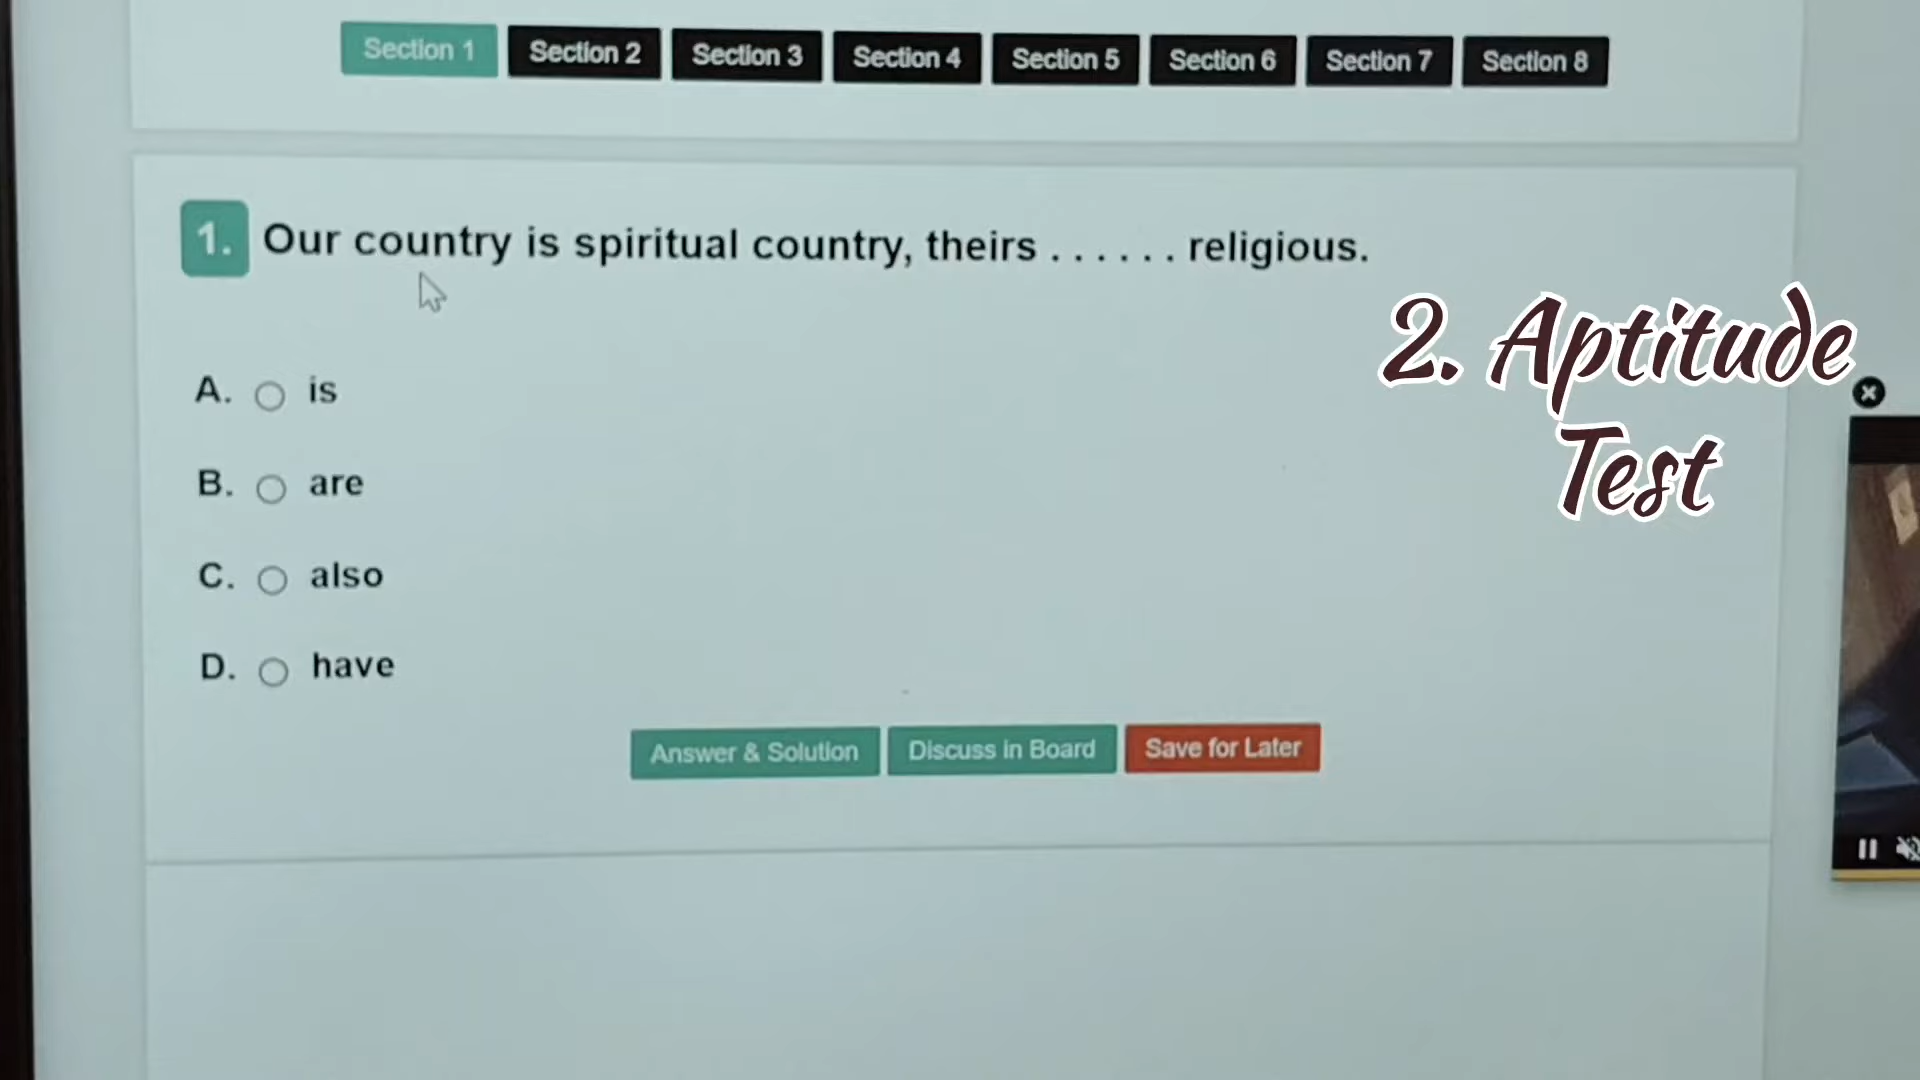 Section 1 Section 2 Section 3 Section 4 Section 5 Section 6 Section 7 Section 8
1. Our country is spiritual country, theirs . . . . . . religious.
2. Aptitude
Test
A. is
B. are
C. also
D. have
Answer & Solution Discuss in Board Save for Later